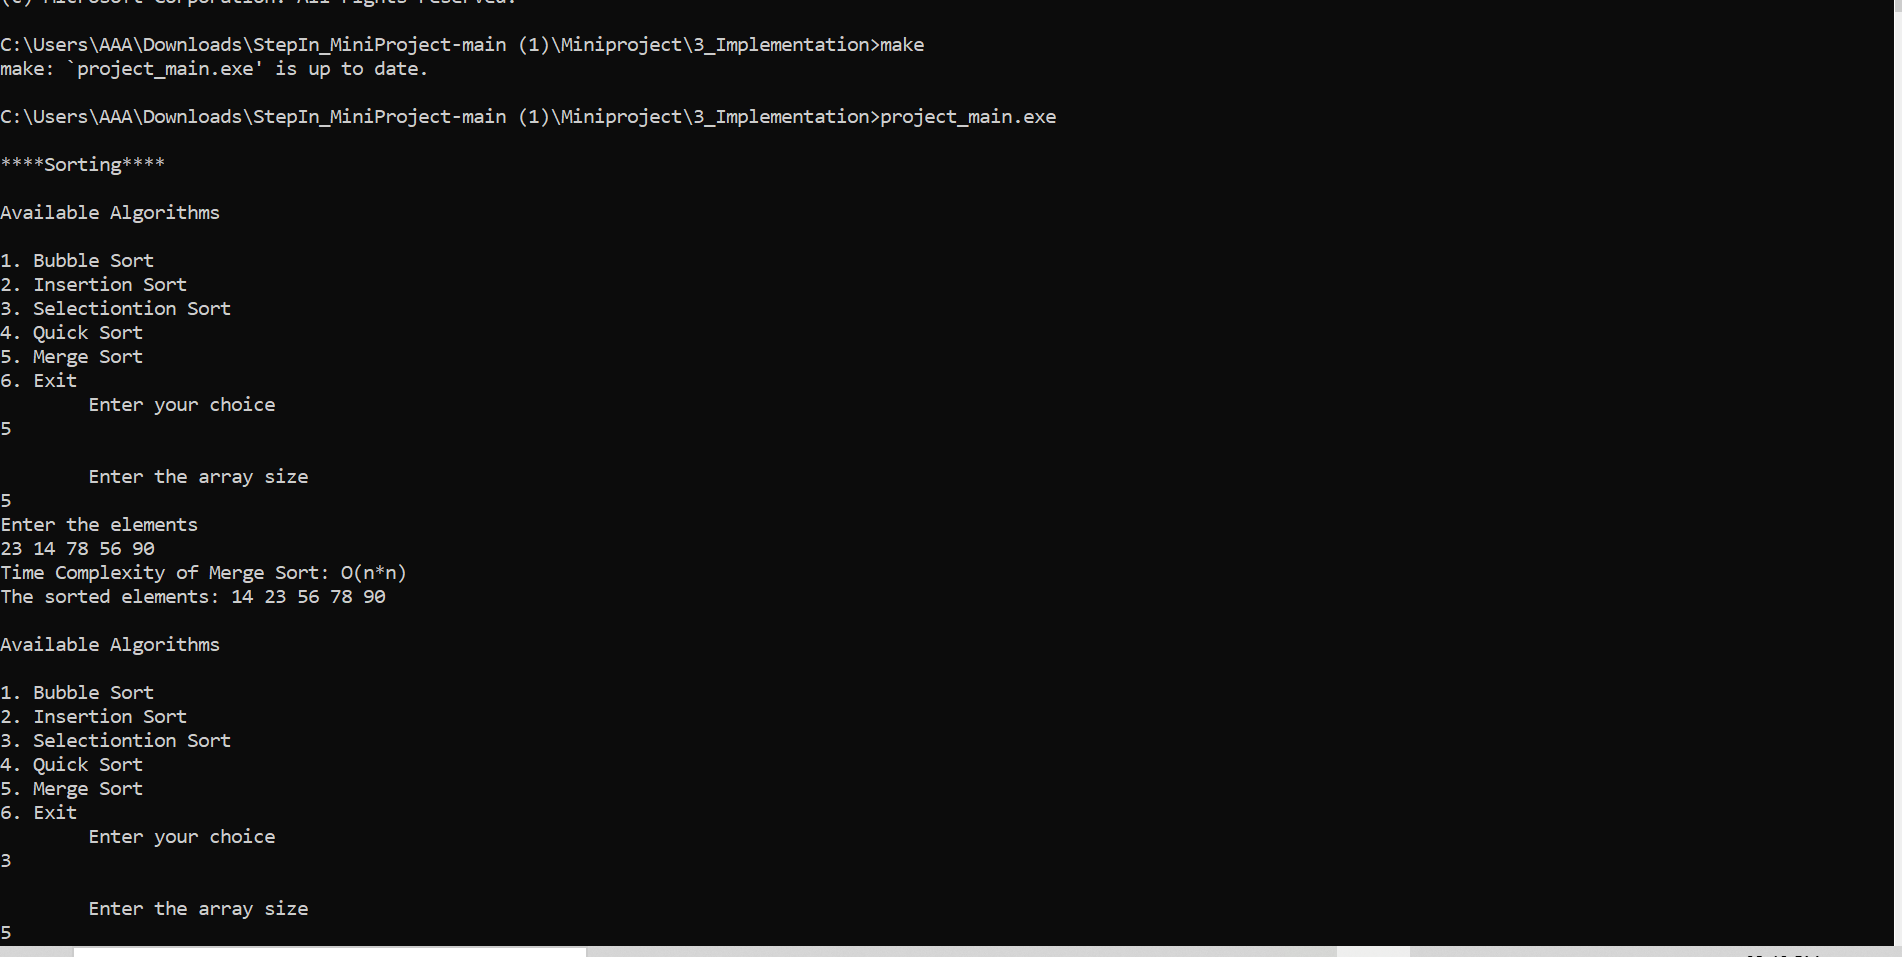 (c) Microsoft Corporation. All rights reserved.
C:\Users\AAA\Downloads\StepIn_MiniProject-main (1)\Miniproject\3_Implementation>make
make: `project_main.exe' is up to date.
C:\Users\AAA\Downloads\StepIn_MiniProject-main (1)\Miniproject\3_Implementation>project_main.exe
****Sorting****
Available Algorithms
1. Bubble Sort
2. Insertion Sort
3. Selectiontion Sort
4. Quick Sort
5. Merge Sort
6. Exit
Enter your choice
5
Enter the array size
5
Enter the elements
23 14 78 56 90
Time Complexity of Merge Sort: O(n*n)
The sorted elements: 14 23 56 78 90
Available Algorithms
1. Bubble Sort
2. Insertion Sort
3. Selectiontion Sort
4. Quick Sort
5. Merge Sort
6. Exit
Enter your choice
3
Enter the array size
5